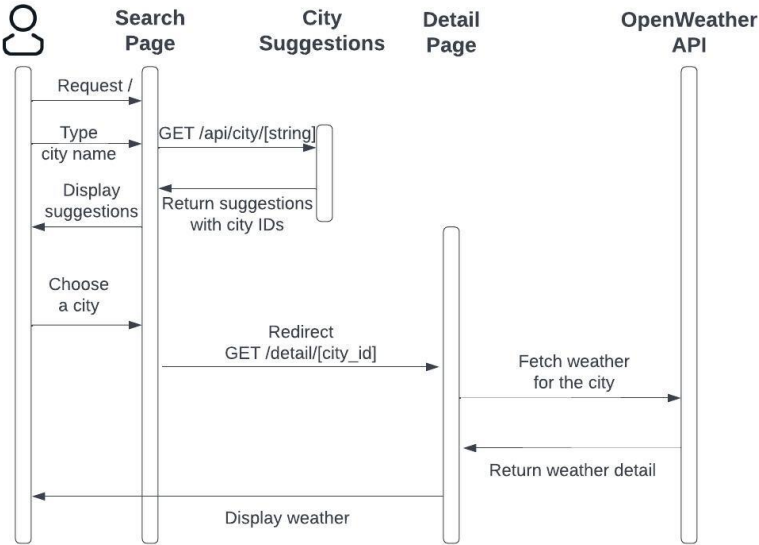 Search
Page
City
Suggestions
Detail
Page
OpenWeather
API
Request /
Type
city name
GET /api/city/[string]
Display
suggestions
Return suggestions
with city IDs
Choose
a city
Redirect
GET /detail/[city_id]
Fetch weather
for the city
Return weather detail
Display weather